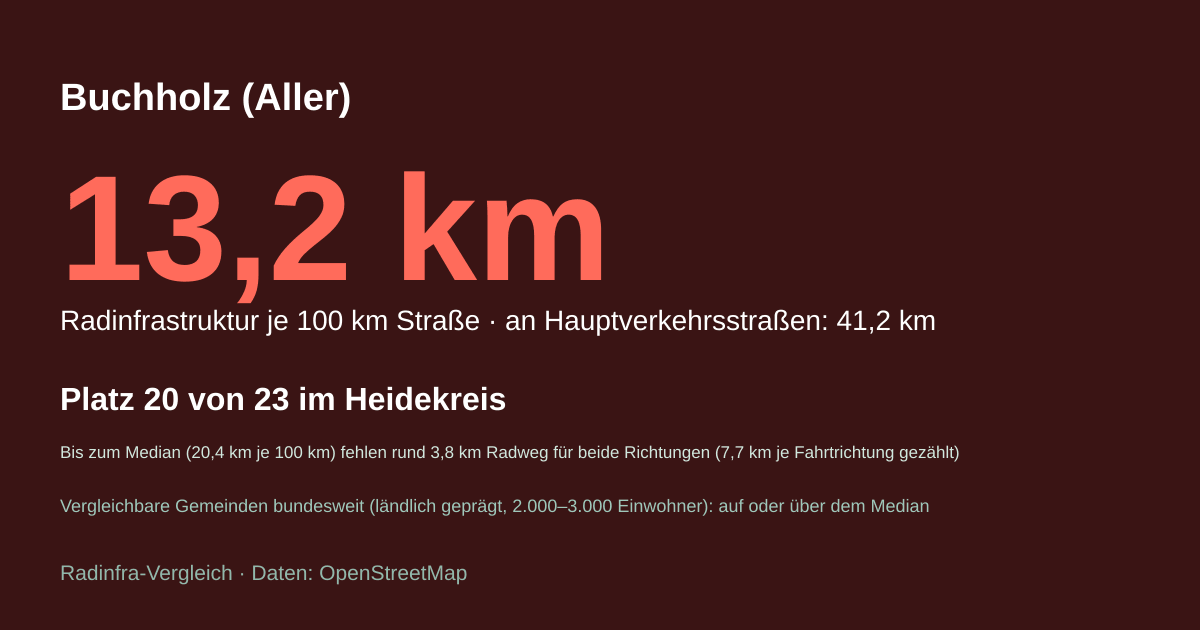 Buchholz (Aller)
13,2 km
Radinfrastruktur je 100 km Straße · an Hauptverkehrsstraßen: 41,2 km
Platz 20 von 23 im Heidekreis
Bis zum Median (20,4 km je 100 km) fehlen rund 3,8 km Radweg für beide Richtungen (7,7 km je Fahrtrichtung gezählt)
Vergleichbare Gemeinden bundesweit (ländlich geprägt, 2.000–3.000 Einwohner): auf oder über dem Median
Radinfra-Vergleich · Daten: OpenStreetMap